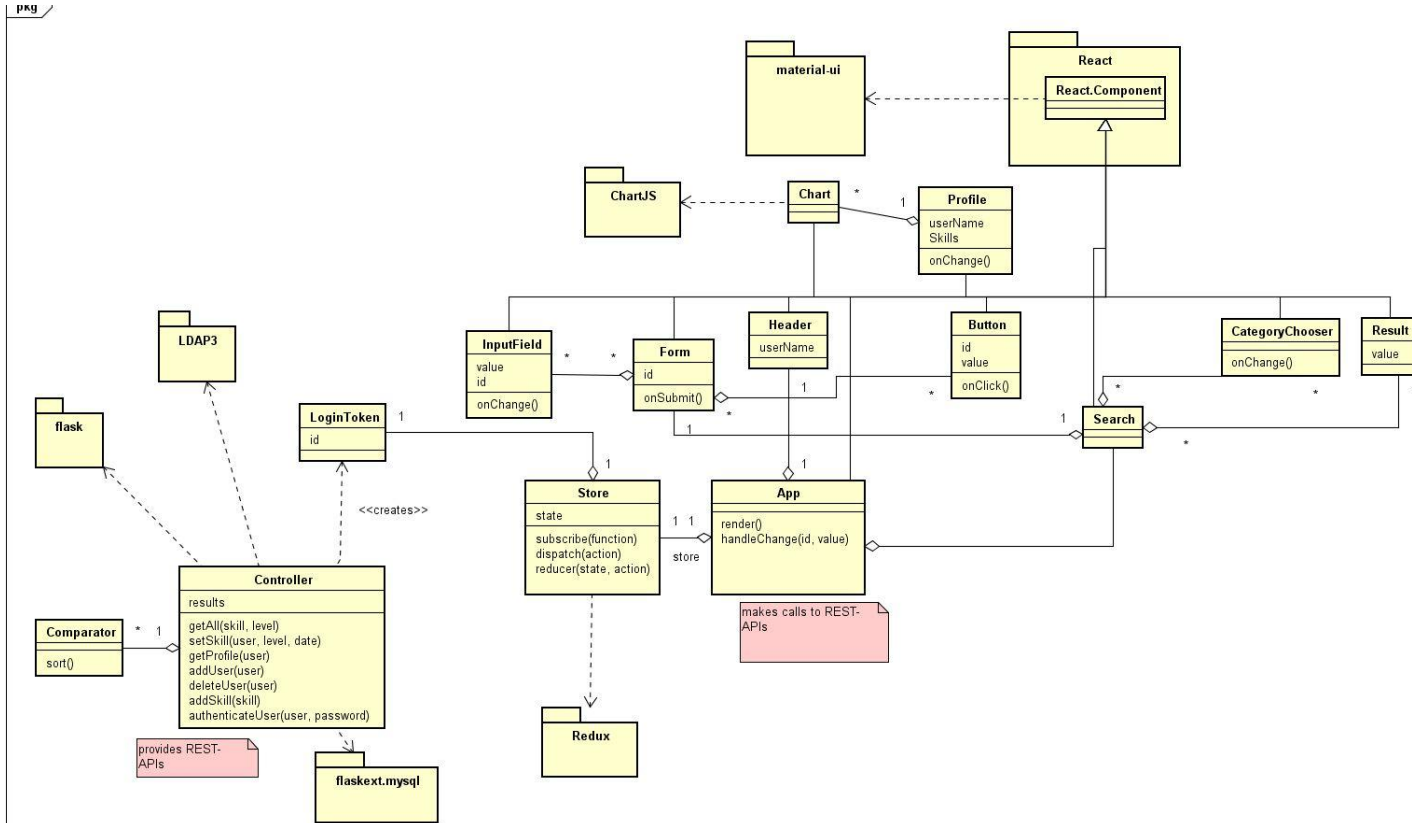 pkg
React
material-ui
React.Component
ChartJS
Chart
*
1
Profile
userName
Skills
onChange()
LDAP3
InputField
value
id
onChange()
*
*
Form
id
onSubmit()
Header
userName
Button
id
value
onClick()
1
*
*
CategoryChooser
onChange()
*
*
Result
value
flask
LoginToken
id
1
1
1
Search
*
<<creates>>
1
Store
state
subscribe(function)
dispatch(action)
reducer(state, action)
1
1
store
1
App
render()
handleChange(id, value)
Controller
results
getAll(skill, level)
setSkill(user, level, date)
getProfile(user)
addUser(user)
deleteUser(user)
addSkill(skill)
authenticateUser(user, password)
Comparator
sort()
*
1
makes calls to REST-
APIs
provides REST-
APIs
Redux
flaskext.mysql